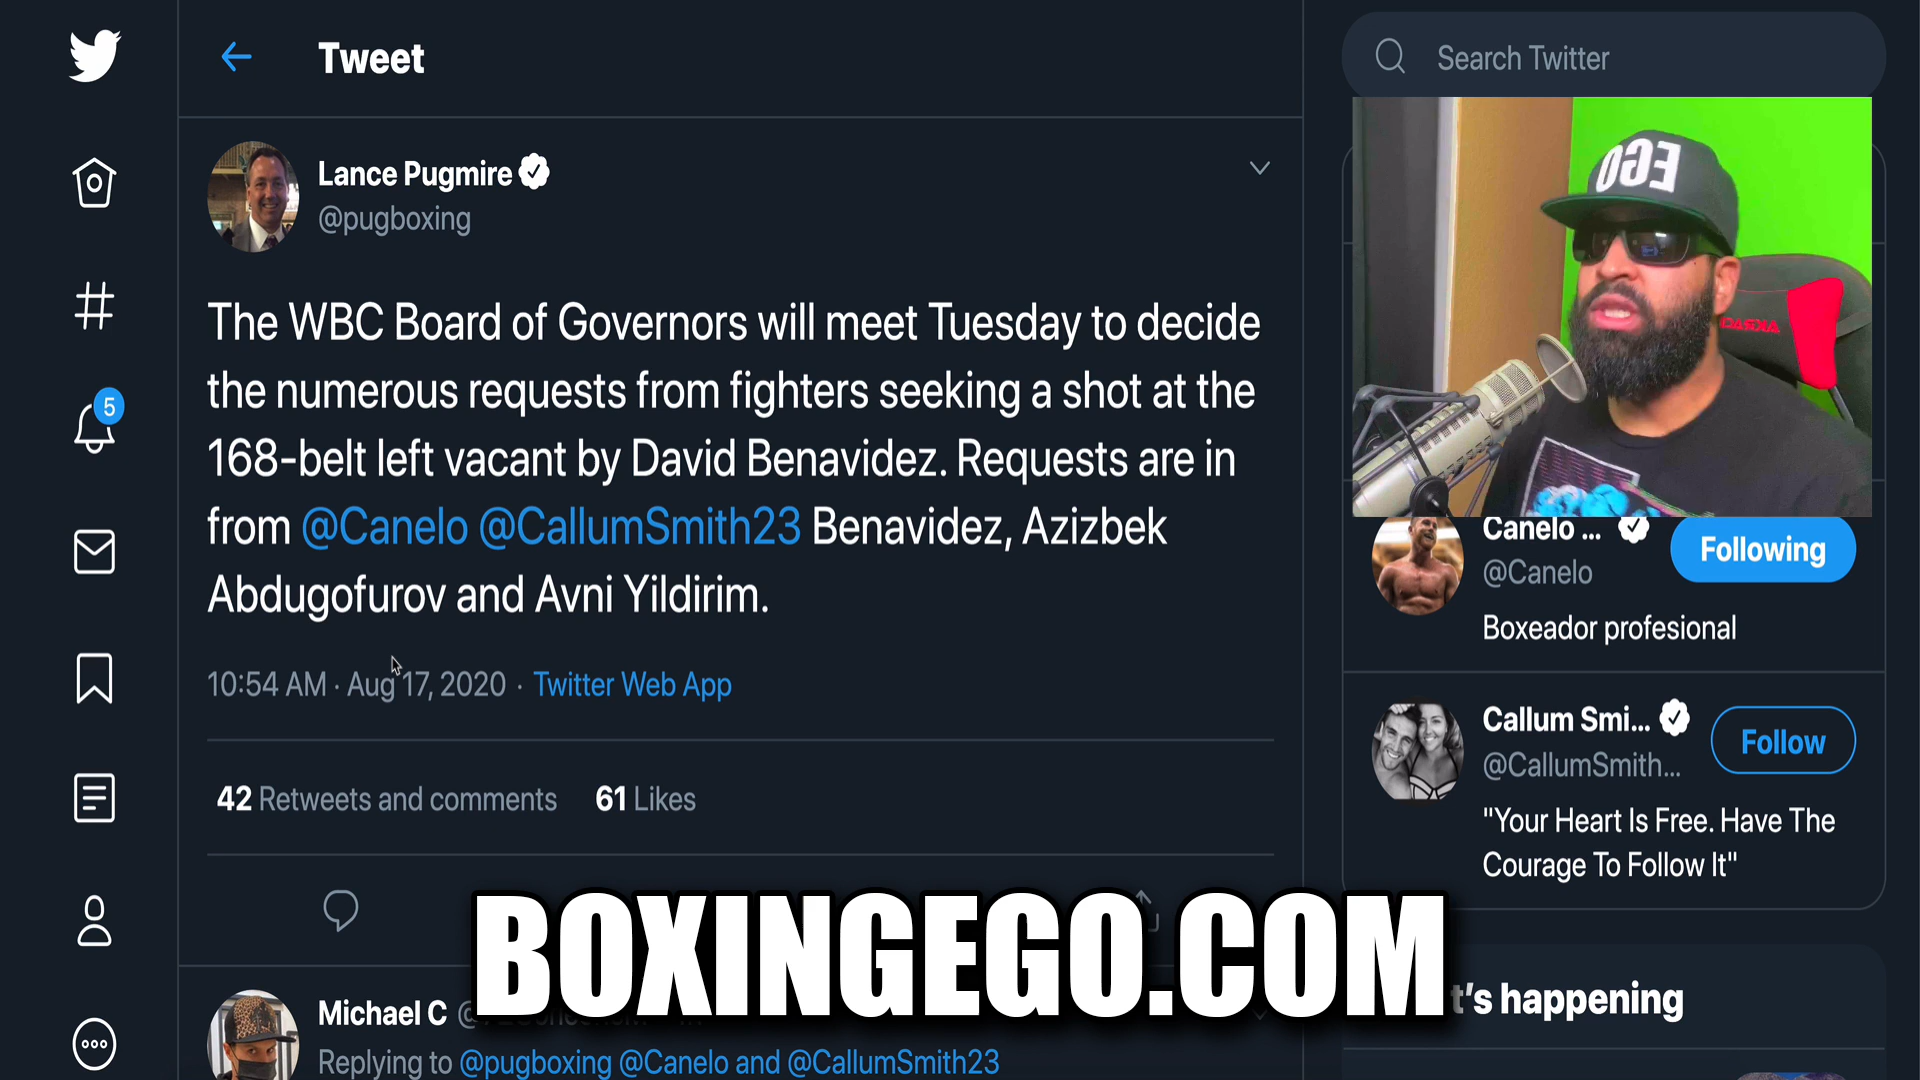 Tweet
Search Twitter
Lance Pugmire
@pugboxing
The WBC Board of Governors will meet Tuesday to decide
the numerous requests from fighters seeking a shot at the
168-belt left vacant by David Benavidez. Requests are in
from @Canelo @CallumSmith23 Benavidez, Azizbek
Abdugofurov and Avni Yildirim.
10:54 AM · Aug 17, 2020 · Twitter Web App
42 Retweets and comments 61 Likes
5
EGO
Canelo ...
@Canelo
Following
Boxeador profesional
Callum Smi...
@CallumSmith...
Follow
"Your Heart Is Free. Have The
Courage To Follow It"
BOXINGEGO.COM
t's happening
Michael C
Replying to @pugboxing @Canelo and @CallumSmith23